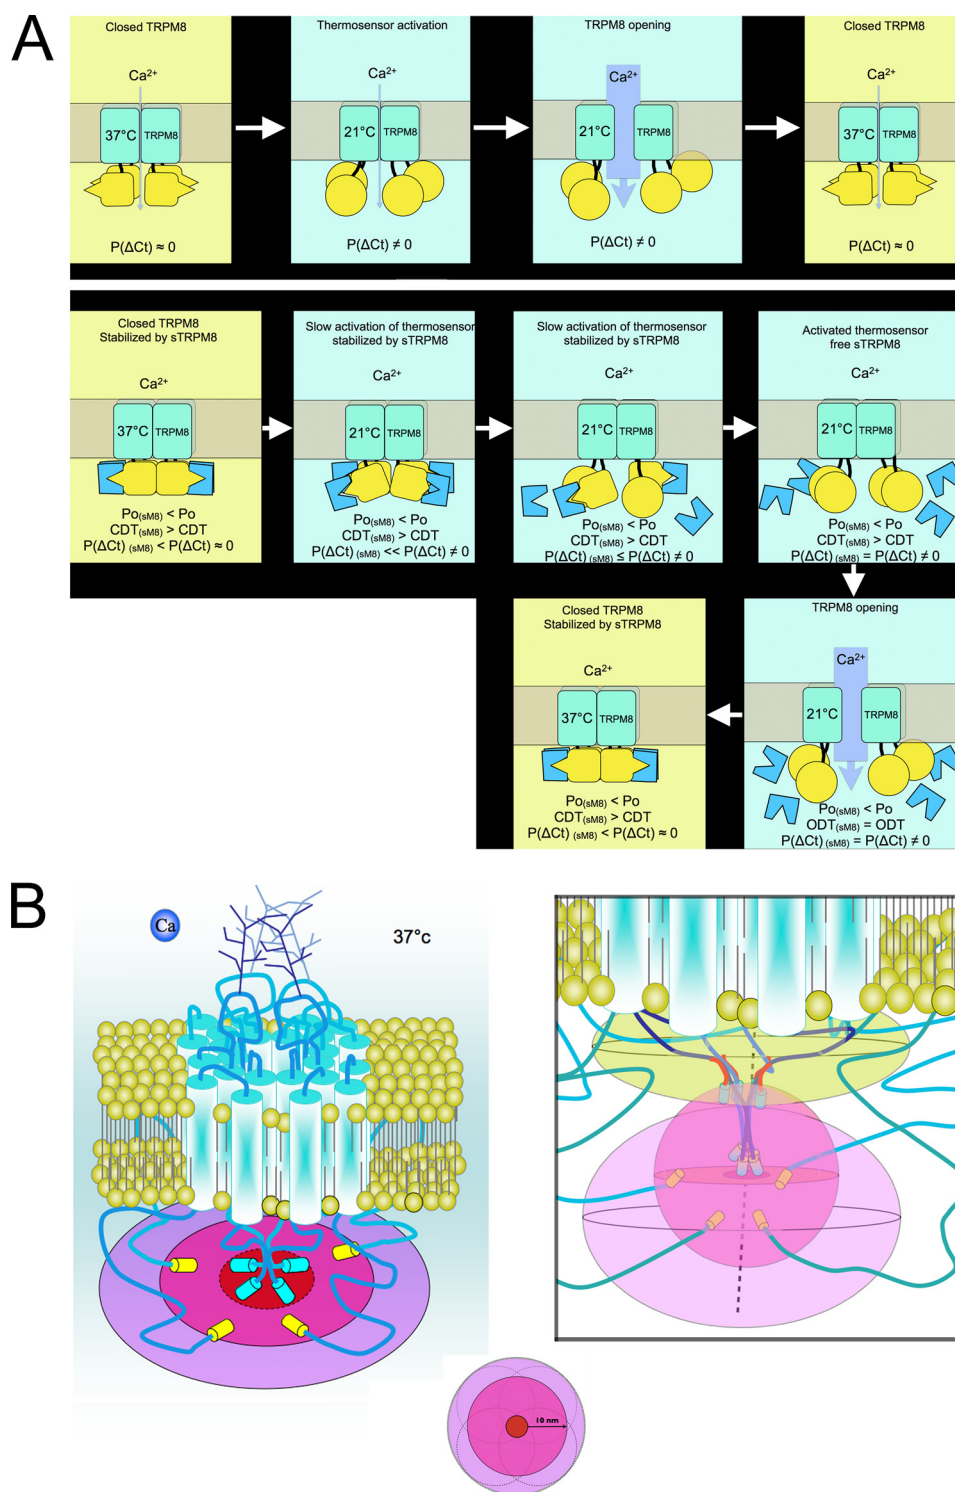 A
Closed TRPM8
Ca²⁺
37°C TRPM8
P(ΔCt) ≈ 0
Thermosensor activation
21°C TRPM8
P(ΔCt) ≠ 0
TRPM8 opening
Ca²⁺
21°C TRPM8
P(ΔCt) ≠ 0
Closed TRPM8
Ca²⁺
37°C TRPM8
P(ΔCt) ≈ 0
Closed TRPM8
Stabilized by sTRPM8
Ca²⁺
37°C TRPM8
Po(sM8) < Po
CDT(sM8) > CDT
P(ΔCt) (sM8) < P(ΔCt) ≈ 0
Slow activation of thermosensor
stabilized by sTRPM8
Ca²⁺
21°C TRPM8
Po(sM8) < Po
CDT(sM8) > CDT
P(ΔCt) (sM8) << P(ΔCt) ≠ 0
Slow activation of thermosensor
stabilized by sTRPM8
Ca²⁺
21°C TRPM8
Po(sM8) < Po
CDT(sM8) > CDT
P(ΔCt) (sM8) ≤ P(ΔCt) ≠ 0
Activated thermosensor
free sTRPM8
Ca²⁺
21°C TRPM8
Po(sM8) < Po
CDT(sM8) > CDT
P(ΔCt) (sM8) = P(ΔCt) ≠ 0
TRPM8 opening
Ca²⁺
21°C TRPM8
Po(sM8) < Po
ODT(sM8) = ODT
P(ΔCt) (sM8) = P(ΔCt) ≠ 0
Closed TRPM8
Stabilized by sTRPM8
Ca²⁺
37°C TRPM8
Po(sM8) < Po
CDT(sM8) > CDT
P(ΔCt) (sM8) < P(ΔCt) ≈ 0
B
Ca
37°c
10 nm